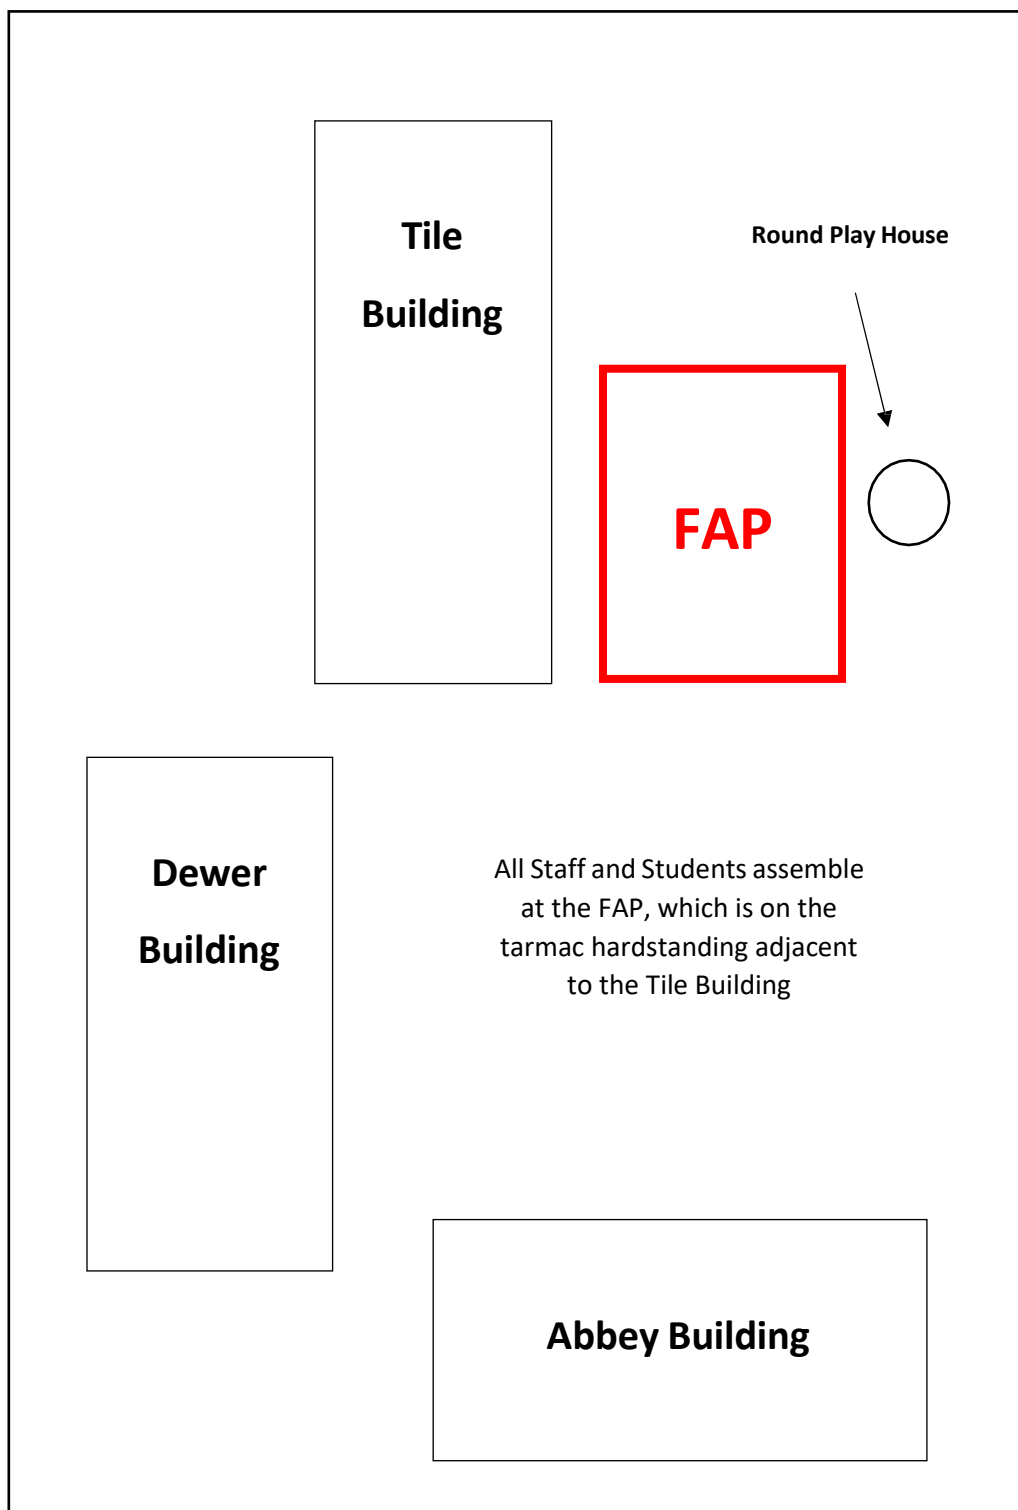 Tile
Building
Round Play House
FAP
Dewer
Building
All Staff and Students assemble
at the FAP, which is on the
tarmac hardstanding adjacent
to the Tile Building
Abbey Building